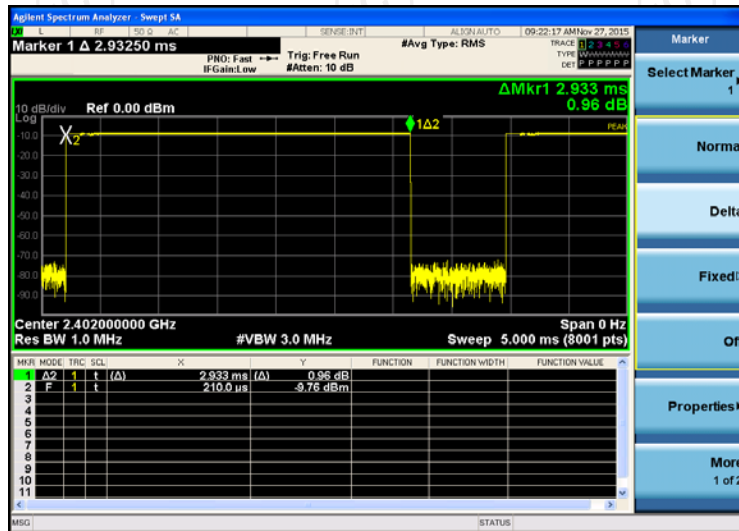 Agilent Spectrum Analyzer - Swept SA
L RF 50 Ω AC SENSE:INT ALIGN AUTO 09:22:17 AM Nov 27, 2015
Marker 1 Δ 2.93250 ms #Avg Type: RMS TRACE 1 2 3 4 5 6
PNO: Fast Trig: Free Run TYPE
IFGain:Low #Atten: 10 dB DET P P P P P P
Marker
Select Marker
1
Norma
Delta
Fixed
Of
Properties
More
1 of 2
ΔMkr1 2.933 ms
10 dB/div Ref 0.00 dBm 0.96 dB
Log
-10.0
X2
1Δ2
PEAK
-20.0
-30.0
-40.0
-50.0
-60.0
-70.0
-80.0
-90.0
Center 2.402000000 GHz Span 0 Hz
Res BW 1.0 MHz #VBW 3.0 MHz Sweep 5.000 ms (8001 pts)
MKR MODE TRC SCL X Y FUNCTION FUNCTION WIDTH FUNCTION VALUE
1 Δ2 1 t (Δ) 2.933 ms (Δ) 0.96 dB
2 F 1 t 210.0 µs -9.76 dBm
3
4
5
6
7
8
9
10
11
MSG STATUS